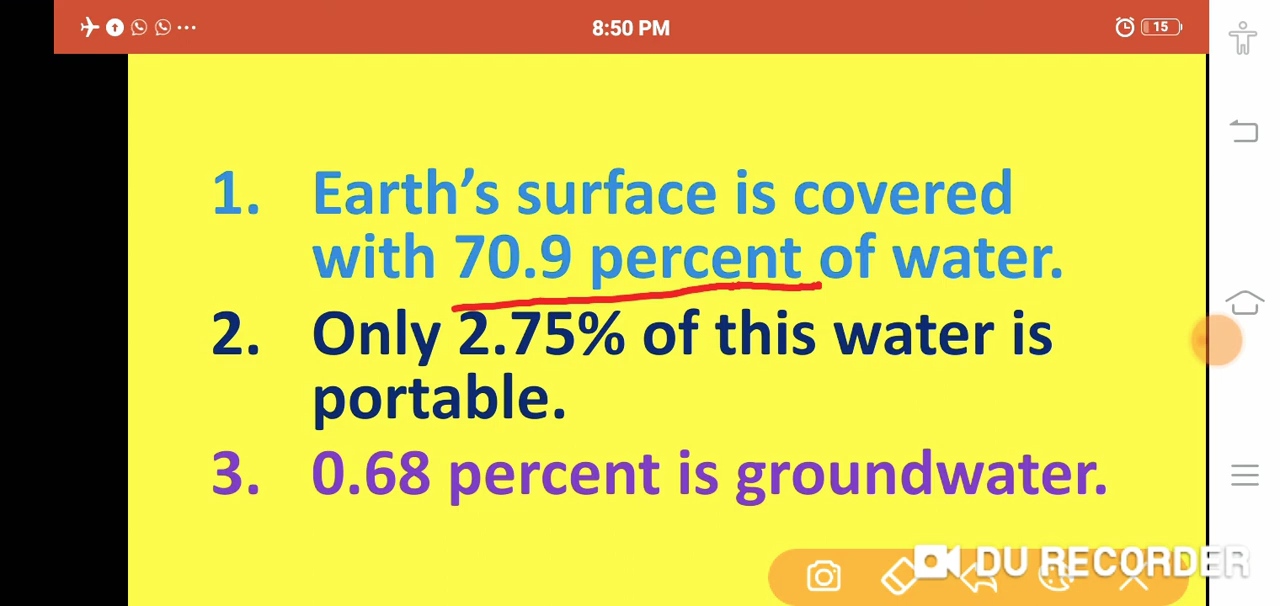 8:50 PM
15
1. Earth's surface is covered
with 70.9 percent of water.
2. Only 2.75% of this water is
portable.
3. 0.68 percent is groundwater.
DU RECORDER